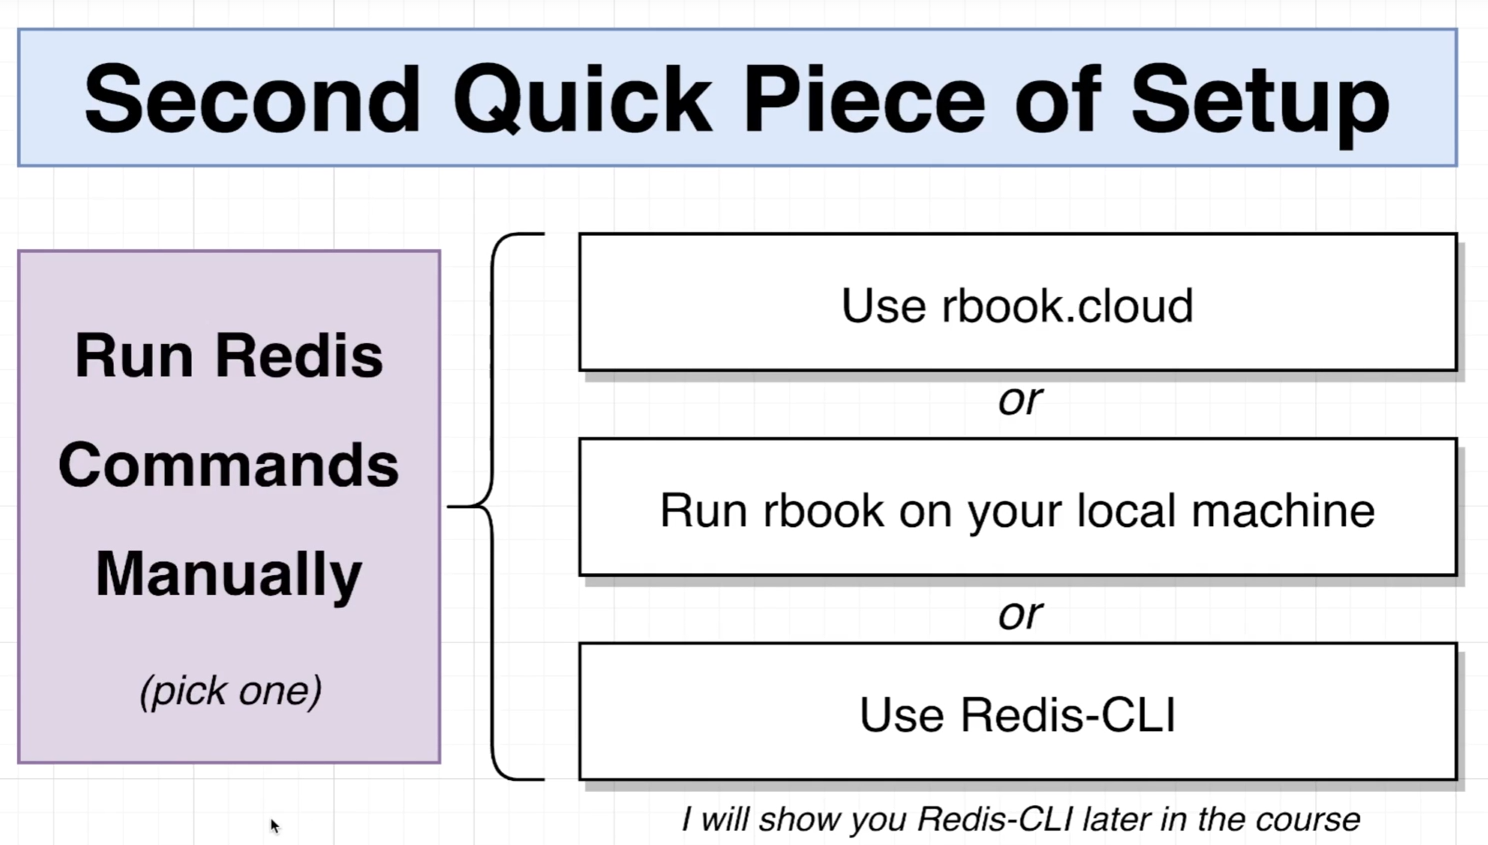 Second Quick Piece of Setup
Run Redis
Commands
Manually
(pick one)
Use rbook.cloud
or
Run rbook on your local machine
or
Use Redis-CLI
I will show you Redis-CLI later in the course